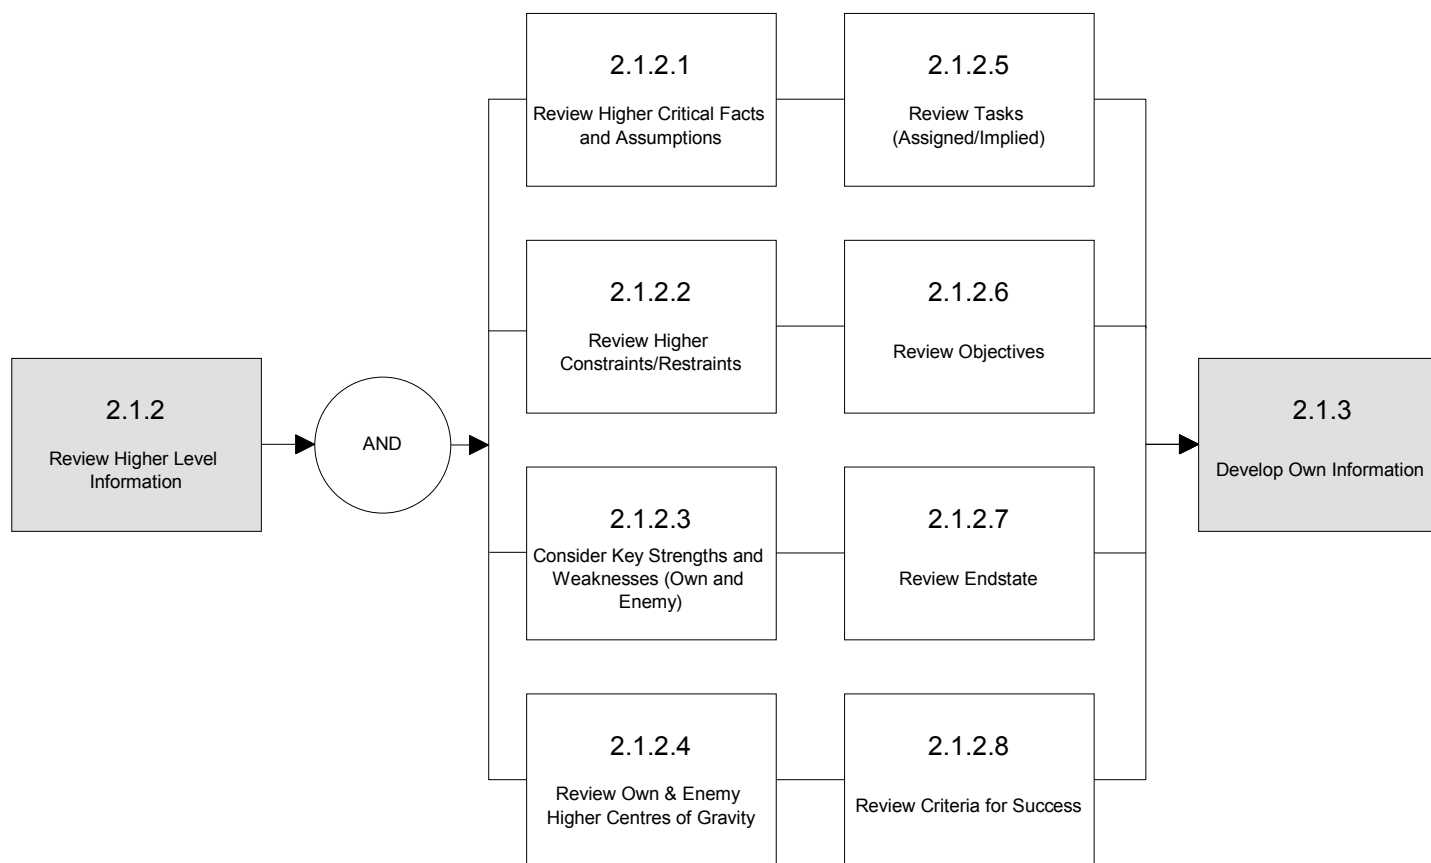 2.1.2
Review Higher Level
Information
AND
2.1.2.1
Review Higher Critical Facts
and Assumptions
2.1.2.5
Review Tasks
(Assigned/Implied)
2.1.2.2
Review Higher
Constraints/Restraints
2.1.2.6
Review Objectives
2.1.2.3
Consider Key Strengths and
Weaknesses (Own and
Enemy)
2.1.2.7
Review Endstate
2.1.2.4
Review Own & Enemy
Higher Centres of Gravity
2.1.2.8
Review Criteria for Success
2.1.3
Develop Own Information